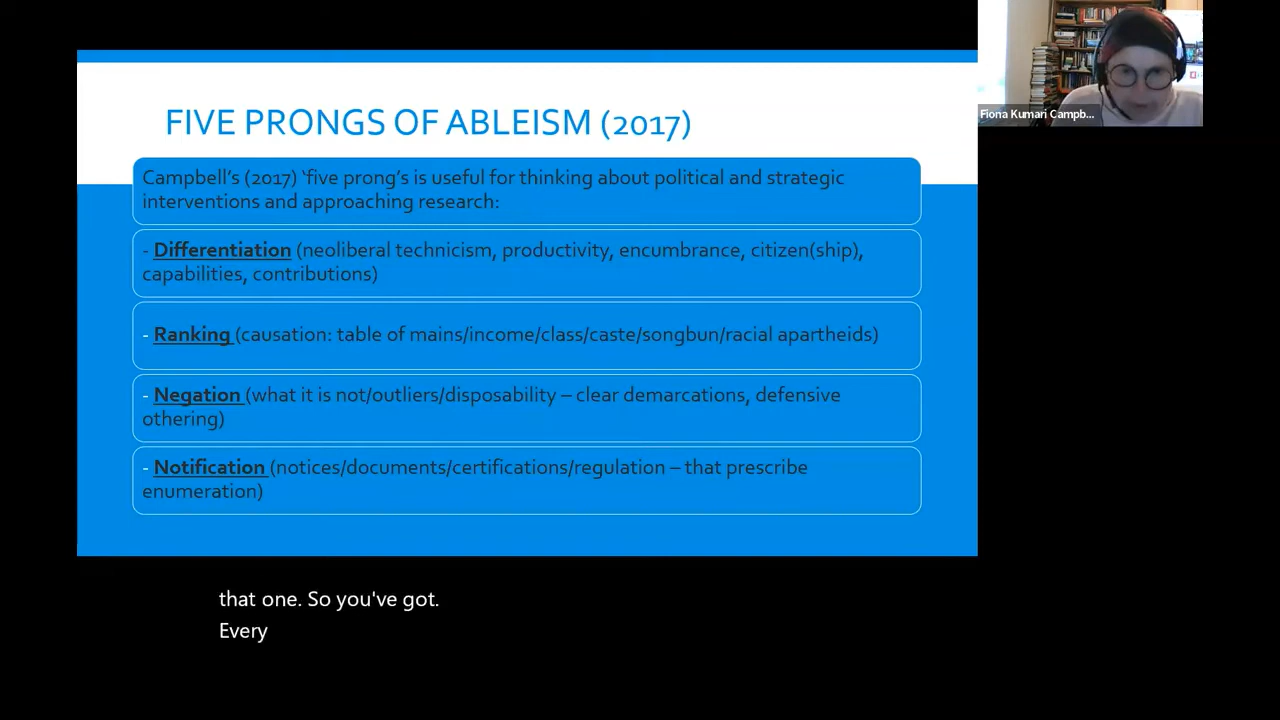 FIVE PRONGS OF ABLEISM (2017)
Campbell's (2017) 'five prong's is useful for thinking about political and strategic
interventions and approaching research:
- Differentiation (neoliberal technicism, productivity, encumbrance, citizen(ship),
capabilities, contributions)
- Ranking (causation: table of mains/income/class/caste/songbun/racial apartheids)
- Negation (what it is not/outliers/disposability – clear demarcations, defensive
othering)
- Notification (notices/documents/certifications/regulation – that prescribe
enumeration)
Fiona Kumari Campb...
that one. So you've got.
Every